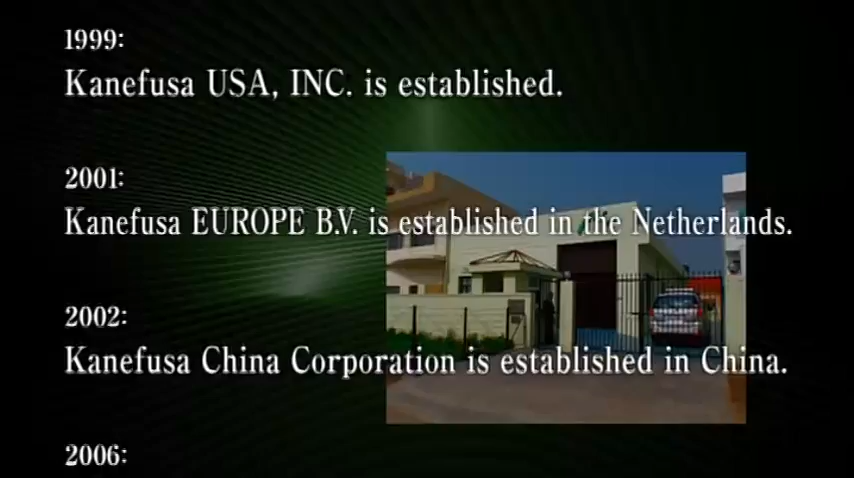 1999:
Kanefusa USA, INC. is established.
2001:
Kanefusa EUROPE B.V. is established in the Netherlands.
2002:
Kanefusa China Corporation is established in China.
2006: